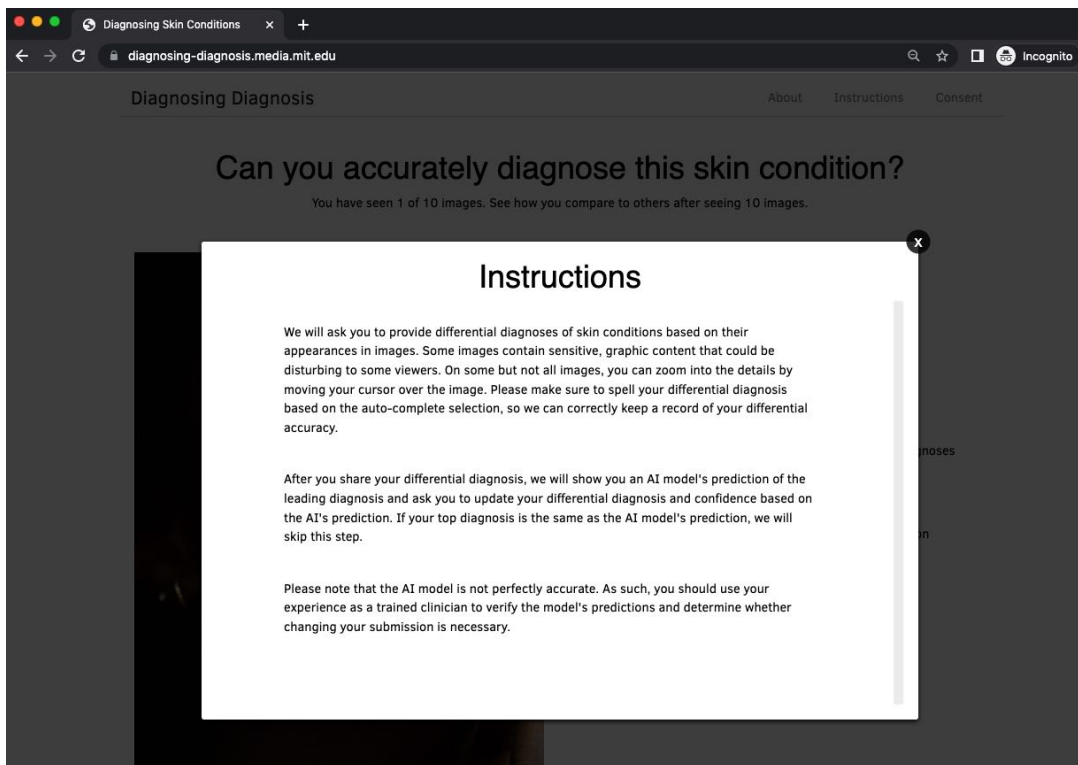 Diagnosing Skin Conditions
diagnosing-diagnosis.media.mit.edu
Incognito
Diagnosing Diagnosis
About Instructions Consent
Can you accurately diagnose this skin condition?
You have seen 1 of 10 images. See how you compare to others after seeing 10 images.
x
Instructions
We will ask you to provide differential diagnoses of skin conditions based on their
appearances in images. Some images contain sensitive, graphic content that could be
disturbing to some viewers. On some but not all images, you can zoom into the details by
moving your cursor over the image. Please make sure to spell your differential diagnosis
based on the auto-complete selection, so we can correctly keep a record of your differential
accuracy.
After you share your differential diagnosis, we will show you an AI model's prediction of the
leading diagnosis and ask you to update your differential diagnosis and confidence based on
the AI's prediction. If your top diagnosis is the same as the AI model's prediction, we will
skip this step.
Please note that the AI model is not perfectly accurate. As such, you should use your
experience as a trained clinician to verify the model's predictions and determine whether
changing your submission is necessary.